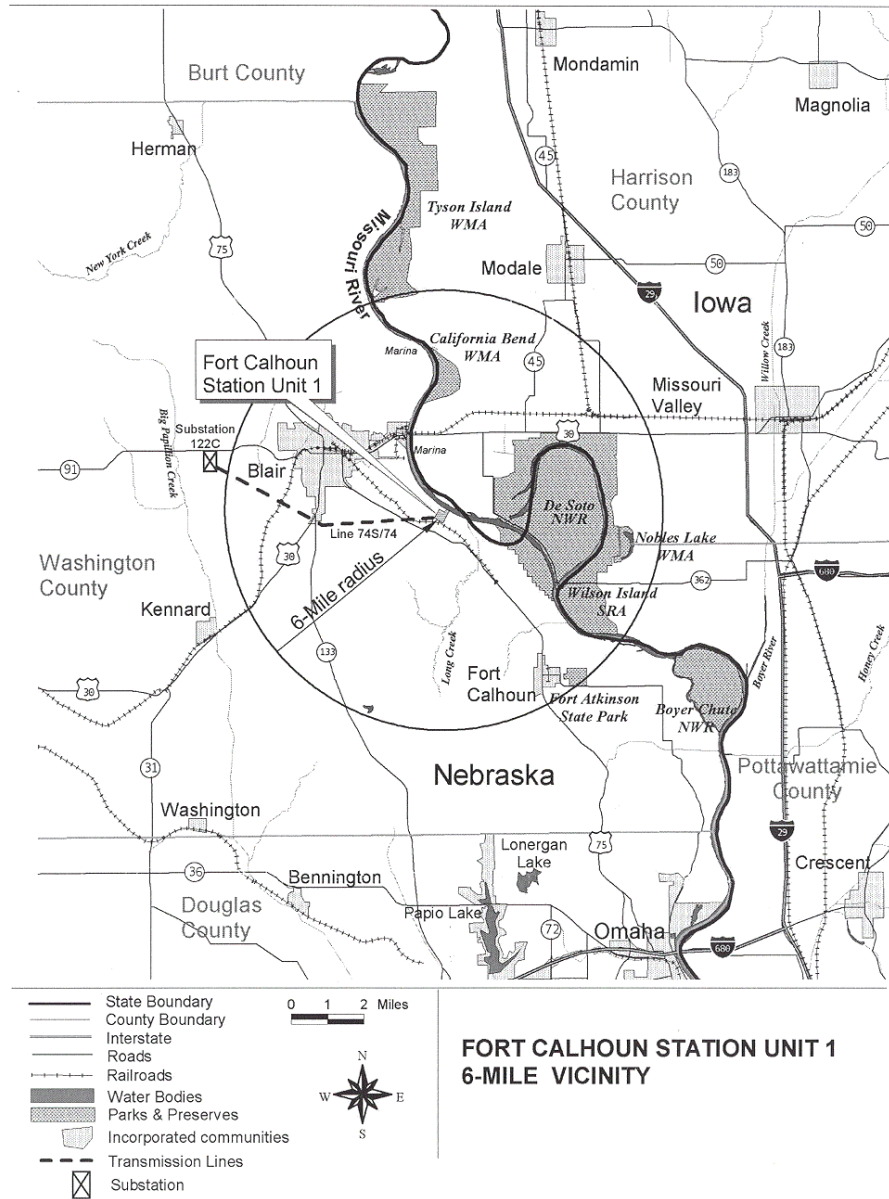 Burt County
Mondamin
Magnolia
Herman
45
183
Harrison
County
Tyson Island
WMA
New York Creek
75
Missouri River
50
Modale
50
29
Iowa
California Bend
WMA
Marina
Fort Calhoun
Station Unit 1
45
Willow Creek
183
Missouri
Valley
Big Papillion Creek
Substation
122C
30
Marina
91
Blair
De Soto
NWR
Line 74S/74
Nobles Lake
WMA
30
Washington
County
680
362
6-Mile radius
Wilson Island
SRA
Kennard
133
Long Creek
Boyer River
Honey Creek
Fort
Calhoun
30
Fort Atkinson
State Park
Boyer Chute
NWR
31
Nebraska
Pottawattamie
County
Washington
29
75
Lonergan
Lake
Crescent
36
Bennington
Douglas
County
Papio Lake
72
Omaha
680
State Boundary
County Boundary
Interstate
Roads
Railroads
Water Bodies
Parks & Preserves
Incorporated communities
Transmission Lines
Substation
0 1 2 Miles
N
W E
S
FORT CALHOUN STATION UNIT 1
6-MILE VICINITY